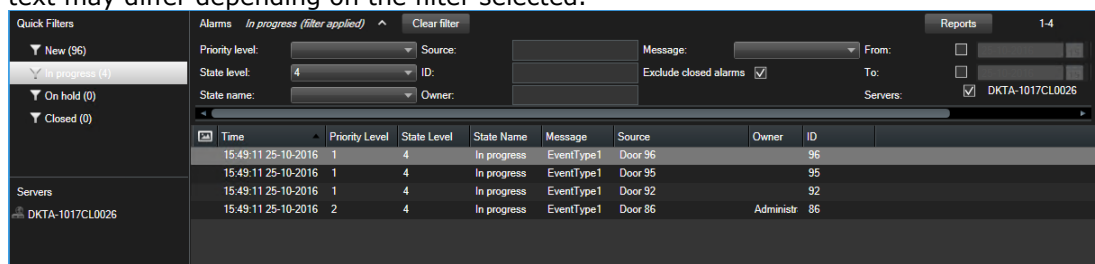 text may differ depending on the filter selected.
Quick Filters
New (96)
In progress (4)
On hold (0)
Closed (0)
Servers
DKTA-1017CL0026
Alarms In progress (filter applied) Clear filter Reports 1-4
Priority level: Source: Message: From:
State level: 4 ID: Exclude closed alarms To:
State name: Owner: Servers: DKTA-1017CL0026
Time Priority Level State Level State Name Message Source Owner ID
15:49:11 25-10-2016 1 4 In progress EventType1 Door 96 96
15:49:11 25-10-2016 1 4 In progress EventType1 Door 95 95
15:49:11 25-10-2016 1 4 In progress EventType1 Door 92 92
15:49:11 25-10-2016 2 4 In progress EventType1 Door 86 Administr 86